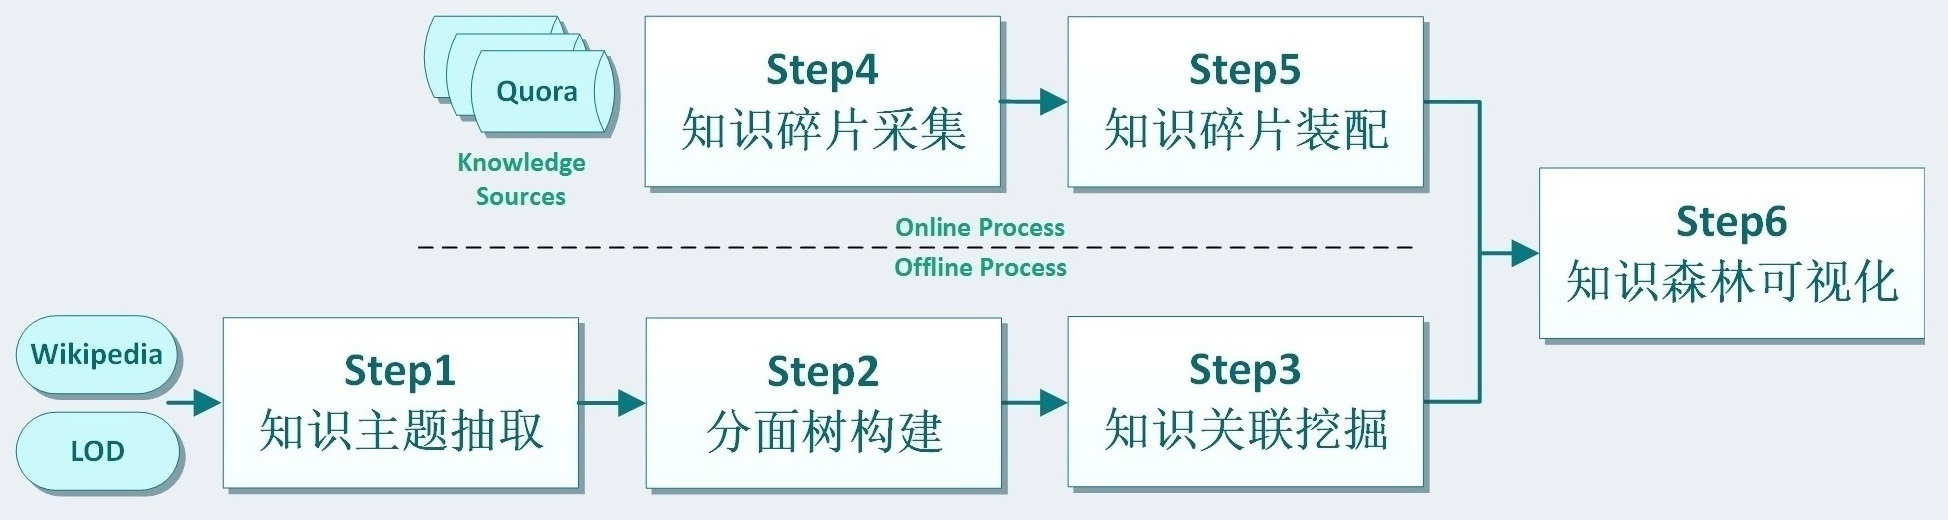 Quora
Knowledge
Sources
Step4
知识碎片采集
Step5
知识碎片装配
Online Process
Offline Process
Wikipedia
LOD
Step1
知识主题抽取
Step2
分面树构建
Step3
知识关联挖掘
Step6
知识森林可视化